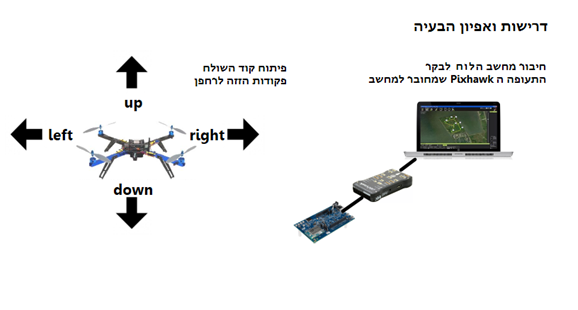 דרישות ואפיון הבעיה
חיבור מחשב הלוח לבקר
התעופה ה Pixhawk שמחובר למחשב
פיתוח קוד השולח
פקודות הזזה לרחפן
up
left
right
down